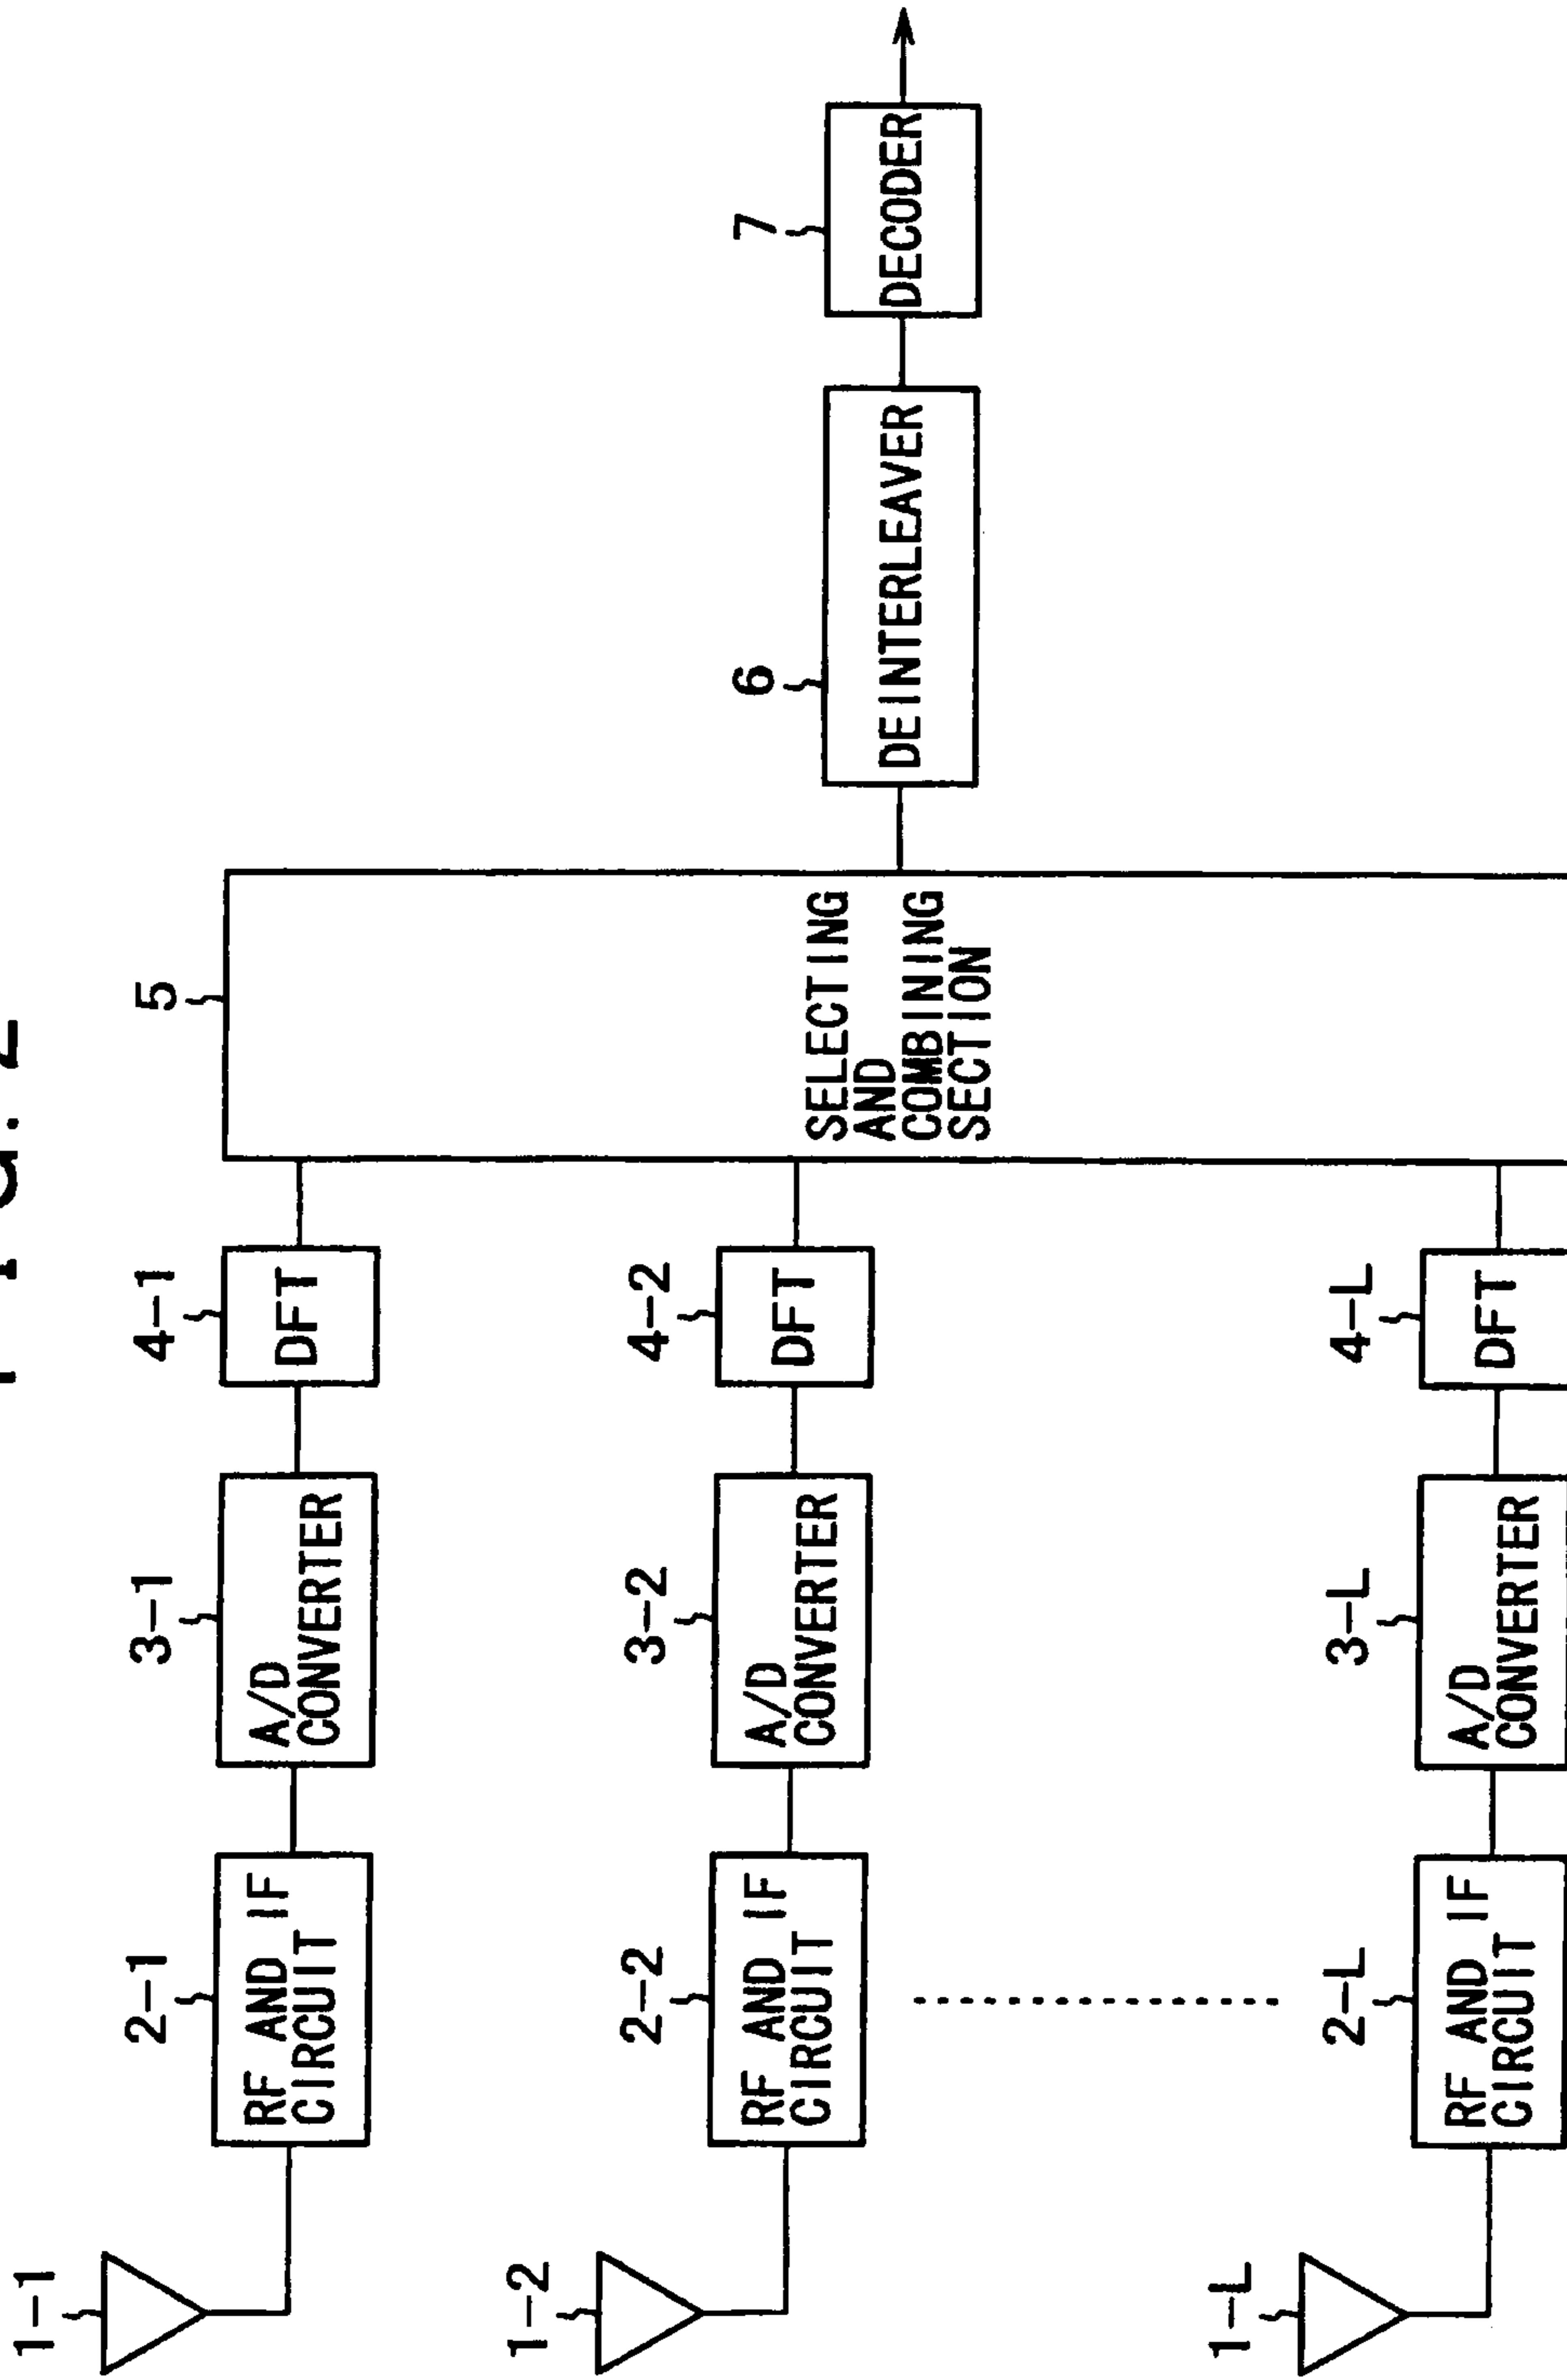 FIG. 2
1-1
2-1
RF AND IF
CIRCUIT
3-1
A/D
CONVERTER
4-1
DFT
5
SELECTING
AND
COMBINING
SECTION
6
DEINTERLEAVER
7
DECODER
1-2
2-2
RF AND IF
CIRCUIT
3-2
A/D
CONVERTER
4-2
DFT
1-L
2-L
RF AND IF
CIRCUIT
3-L
A/D
CONVERTER
4-L
DFT